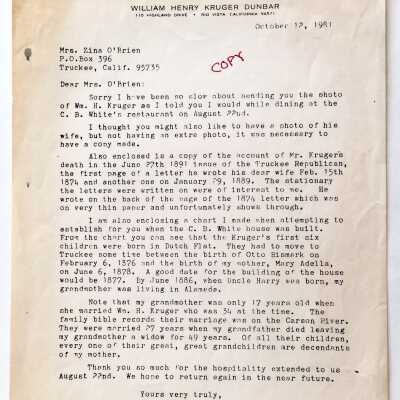 WILLIAM HENRY KRUGER DUNBAR
110 HIGHLAND DRIVE • RIO VISTA CALIFORNIA 94571
October 12, 1981
COPY
Mrs. Zina O'Brien
P.O.Box 396
Truckee, Calif. 95735
Dear Mrs. O'Brien:
Sorry I have been so slow about sending you the photo
of Wm. H. Kruger as I told you I would while dining at the
C. B. White's restaurant on August 22nd.
I thought you might also like to have a photo of his
wife, but not having an extra photo, it was necessary to
have a copy made.
Also enclosed is a copy of the account of Mr. Kruger's
death in the June 27th 1891 issue of the Truckee Republican,
the first page of a letter he wrote his dear wife Feb. 15th
1874 and another one on January 29, 1889. The stationary
the letters were written on were of interest to me. He
wrote on the back of the page of the 1874 letter which was
on very thin paper and unfortunately shows through.
I am also enclosing a chart I made when attempting to
establish for you when the C. B. White house was built.
From the chart you can see that the Kruger's first six
children were born in Dutch Flat. They had to move to
Truckee some time between the birth of Otto Bismark on
February 6, 1876 and the birth of my mother, Mary Adella,
on June 6, 1878. A good date for the building of the house
would be 1877. By June 1886, when Uncle Harry was born, my
grandmother was living in Alameda.
Note that my grandmother was only 17 years old when
she married Wm. H. Kruger who was 34 at the time. The
family bible records their marriage was on the Carson River.
They were married 27 years when my grandfather died leaving
my grandmother a widow for 49 years. Of all their children,
every one of their great, great grandchildren are decendants
of my mother.
Thank you so much for the hospitality extended to us
August 22nd. We hope to return again in the near future.
Yours very truly,